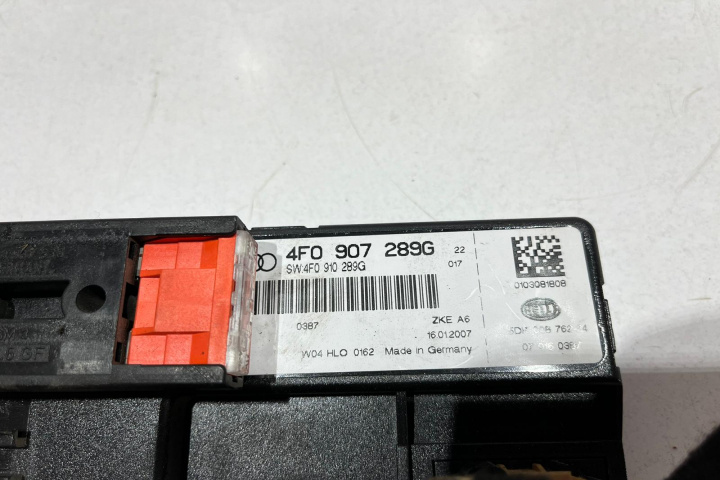 4F0 907 289G 22
SW:4F0 910 289G 017
0103081808
ZKE A6
0387
16.01.2007
W04 HLO 0162 Made in Germany
HELLA